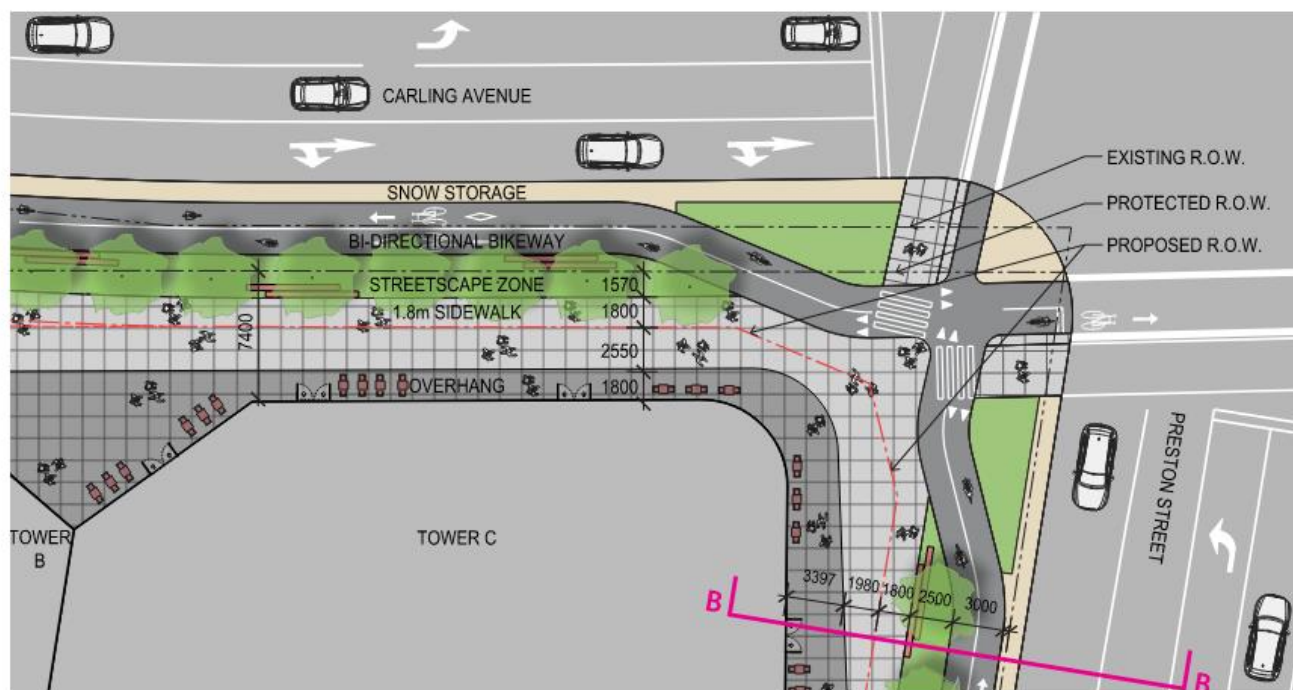 CARLING AVENUE
EXISTING R.O.W.
PROTECTED R.O.W.
PROPOSED R.O.W.
SNOW STORAGE
BI-DIRECTIONAL BIKEWAY
STREETSCAPE ZONE
1570
1.8m SIDEWALK
1800
7400
2550
OVERHANG
1800
TOWER
B
TOWER C
PRESTON STREET
3397
1980
1800
2500
3000
B
B